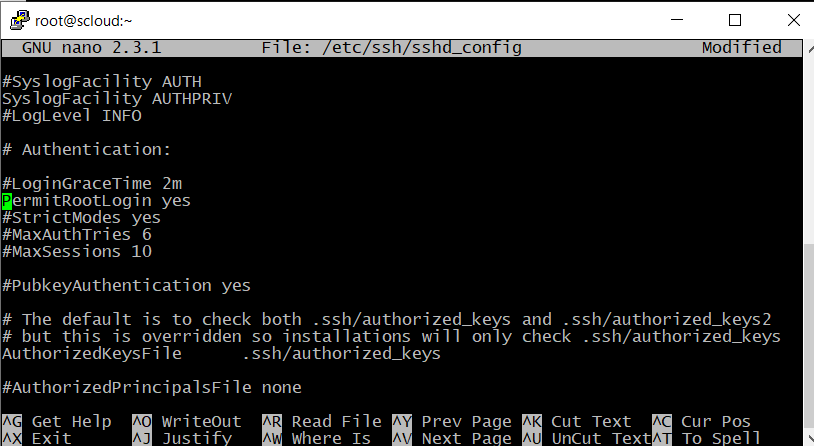 root@scloud:~
GNU nano 2.3.1 File: /etc/ssh/sshd_config Modified
#SyslogFacility AUTH
SyslogFacility AUTHPRIV
#LogLevel INFO
# Authentication:
#LoginGraceTime 2m
PermitRootLogin yes
#StrictModes yes
#MaxAuthTries 6
#MaxSessions 10
#PubkeyAuthentication yes
# The default is to check both .ssh/authorized_keys and .ssh/authorized_keys2
# but this is overridden so installations will only check .ssh/authorized_keys
AuthorizedKeysFile .ssh/authorized_keys
#AuthorizedPrincipalsFile none
^G Get Help ^O WriteOut ^R Read File ^Y Prev Page ^K Cut Text ^C Cur Pos
^X Exit ^J Justify ^W Where Is ^V Next Page ^U UnCut Text ^T To Spell